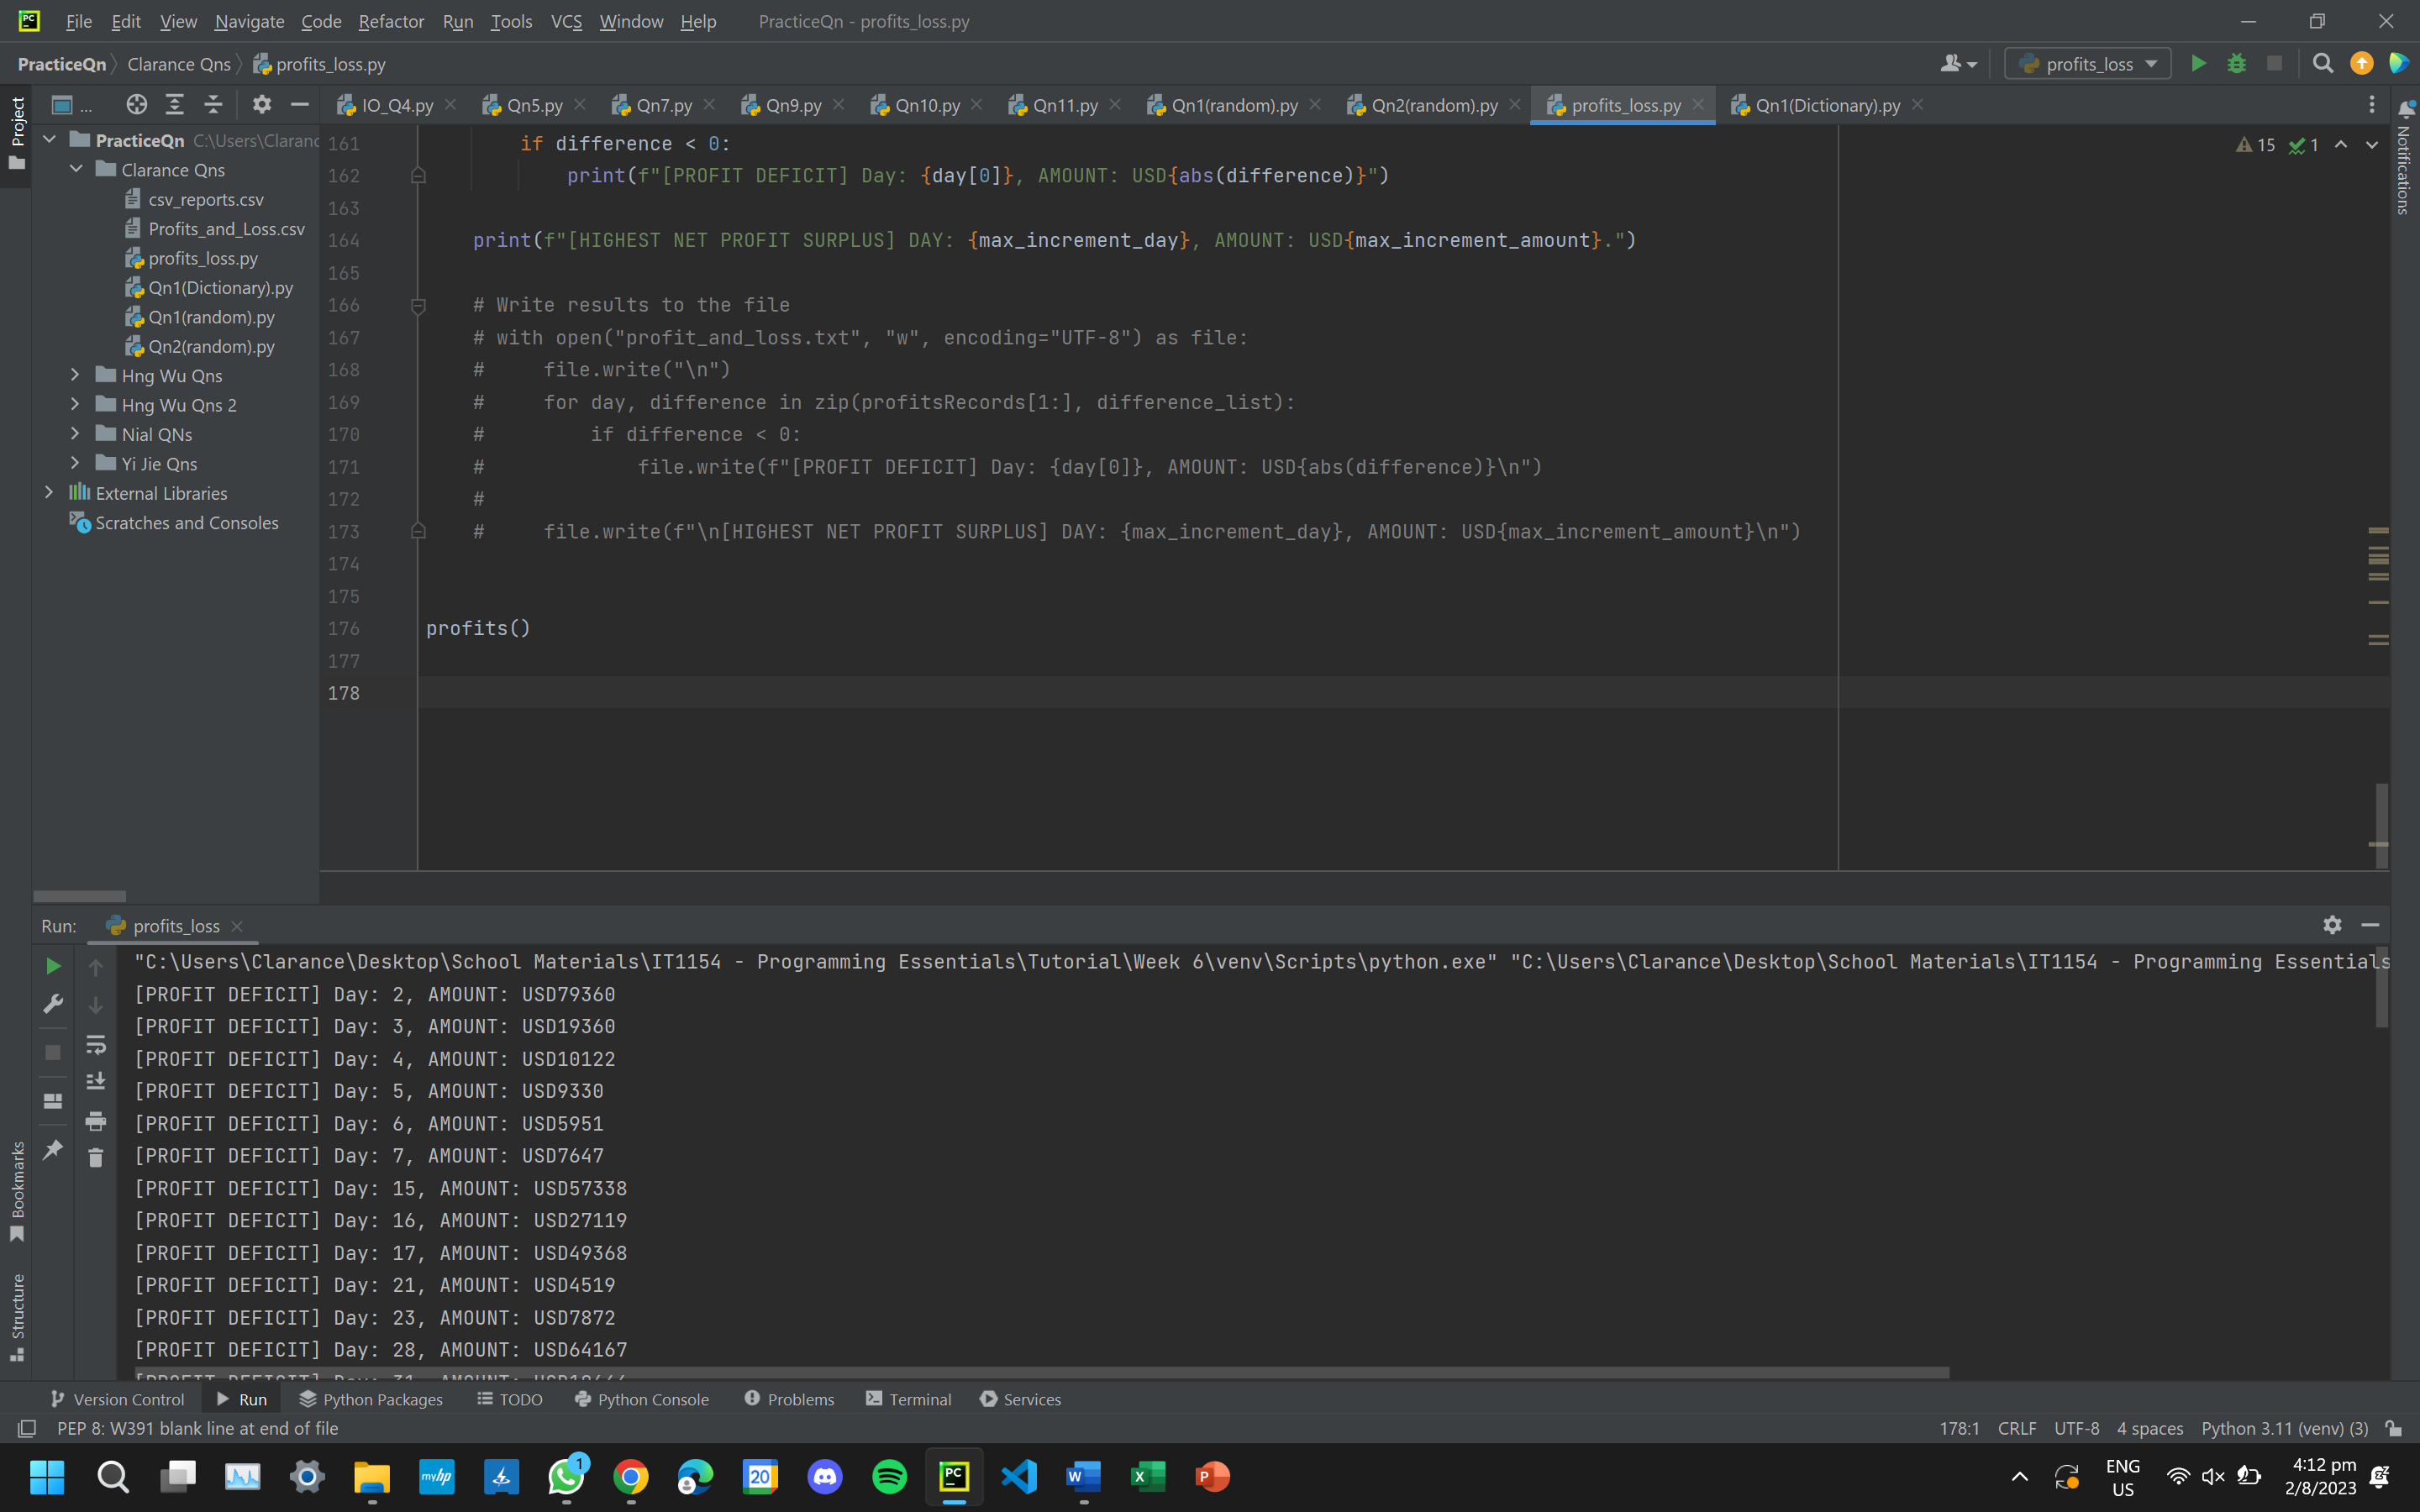 PC File Edit View Navigate Code Refactor Run Tools VCS Window Help PracticeQn - profits_loss.py
PracticeQn Clarance Qns profits_loss.py profits_loss
Project ... IO_Q4.py Qn5.py Qn7.py Qn9.py Qn10.py Qn11.py Qn1(random).py Qn2(random).py profits_loss.py Qn1(Dictionary).py
PracticeQn C:\Users\Claranc
Clarance Qns
csv_reports.csv
Profits_and_Loss.csv
profits_loss.py
Qn1(Dictionary).py
Qn1(random).py
Qn2(random).py
Hng Wu Qns
Hng Wu Qns 2
Nial QNs
Yi Jie Qns
External Libraries
Scratches and Consoles
161 if difference < 0:
162 print(f"[PROFIT DEFICIT] Day: {day[0]}, AMOUNT: USD{abs(difference)}")
163
164 print(f"[HIGHEST NET PROFIT SURPLUS] DAY: {max_increment_day}, AMOUNT: USD{max_increment_amount}.")
165
166 # Write results to the file
167 # with open("profit_and_loss.txt", "w", encoding="UTF-8") as file:
168 # file.write("\n")
169 # for day, difference in zip(profitsRecords[1:], difference_list):
170 # if difference < 0:
171 # file.write(f"[PROFIT DEFICIT] Day: {day[0]}, AMOUNT: USD{abs(difference)}\n")
172 #
173 # file.write(f"\n[HIGHEST NET PROFIT SURPLUS] DAY: {max_increment_day}, AMOUNT: USD{max_increment_amount}\n")
174
175
176 profits()
177
178
15 1
Notifications
Run: profits_loss
"C:\Users\Clarance\Desktop\School Materials\IT1154 - Programming Essentials\Tutorial\Week 6\venv\Scripts\python.exe" "C:\Users\Clarance\Desktop\School Materials\IT1154 - Programming Essentials
[PROFIT DEFICIT] Day: 2, AMOUNT: USD79360
[PROFIT DEFICIT] Day: 3, AMOUNT: USD19360
[PROFIT DEFICIT] Day: 4, AMOUNT: USD10122
[PROFIT DEFICIT] Day: 5, AMOUNT: USD9330
[PROFIT DEFICIT] Day: 6, AMOUNT: USD5951
[PROFIT DEFICIT] Day: 7, AMOUNT: USD7647
[PROFIT DEFICIT] Day: 15, AMOUNT: USD57338
[PROFIT DEFICIT] Day: 16, AMOUNT: USD27119
[PROFIT DEFICIT] Day: 17, AMOUNT: USD49368
[PROFIT DEFICIT] Day: 21, AMOUNT: USD4519
[PROFIT DEFICIT] Day: 23, AMOUNT: USD7872
[PROFIT DEFICIT] Day: 28, AMOUNT: USD64167
Bookmarks
Structure
Version Control Run Python Packages TODO Python Console Problems Terminal Services
PEP 8: W391 blank line at end of file 178:1 CRLF UTF-8 4 spaces Python 3.11 (venv) (3)
myhp 1 20 PC W X P
ENG US
4:12 pm
2/8/2023